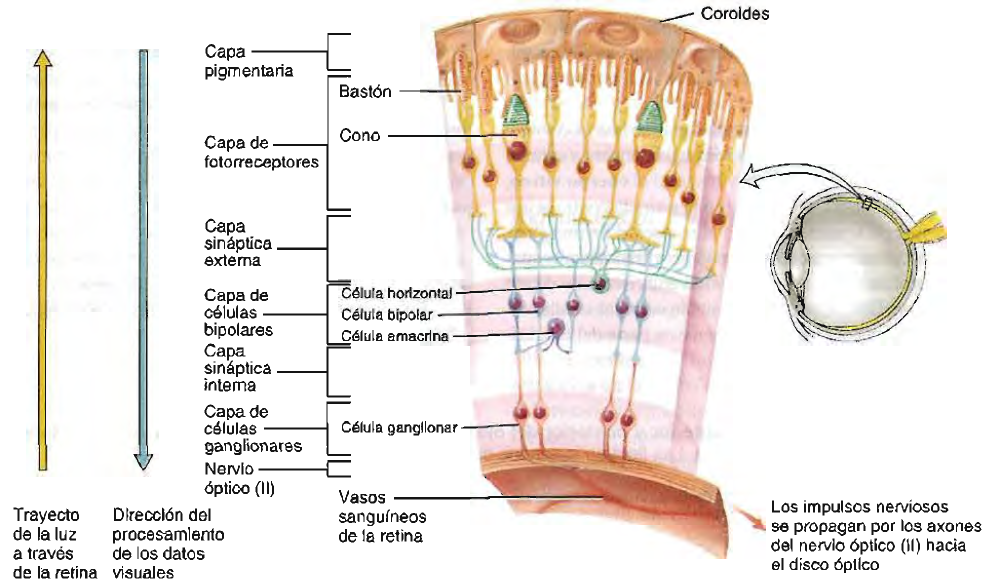 Coroides
Capa
pigmentaria
Bastón
Cono
Capa de
fotorreceptores
Capa
sináptica
externa
Capa de
células
bipolares
Célula horizontal
Célula bipolar
Célula amacrina
Capa
sináptica
interna
Capa de
células
ganglionares
Célula ganglionar
Nervio
óptico (II)
Vasos
sanguíneos
de la retina
Trayecto
de la luz
a través
de la retina
Dirección del
procesamiento
de los datos
visuales
Los impulsos nerviosos
se propagan por los axones
del nervio óptico (II) hacia
el disco óptico